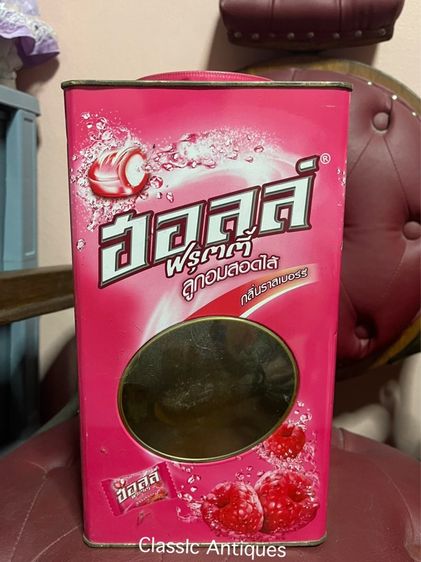 ฮอลล์®
ฟรุตตี้
ลูกอมสอดไส้
กลิ่นราสเบอร์รี่
ฮอลล์
Classic Antiques